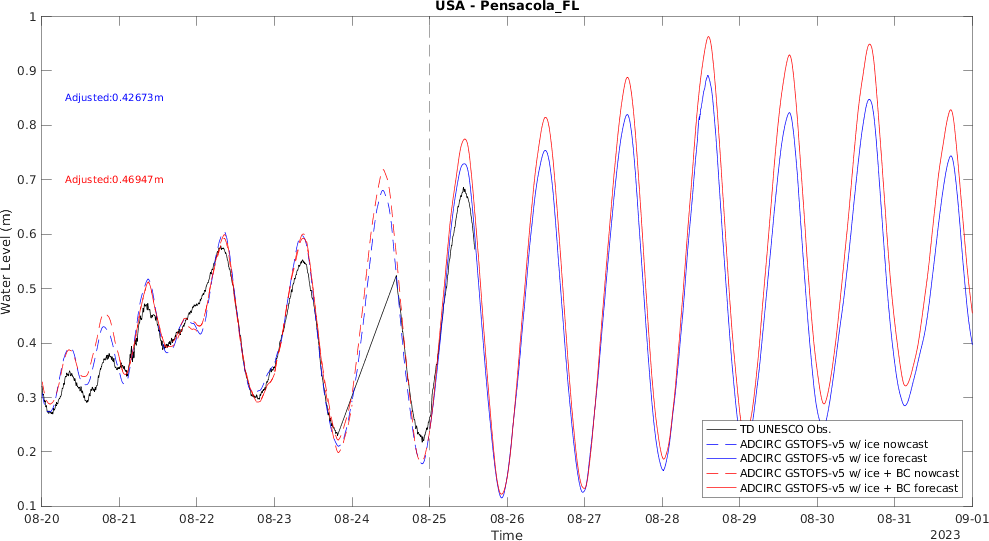 USA - Pensacola_FL
1
0.9
0.8
0.7
0.6
0.5
0.4
0.3
0.2
0.1
Water Level (m)
Adjusted:0.42673m
Adjusted:0.46947m
TD UNESCO Obs.
ADCIRC GSTOFS-v5 w/ ice nowcast
ADCIRC GSTOFS-v5 w/ ice forecast
ADCIRC GSTOFS-v5 w/ ice + BC nowcast
ADCIRC GSTOFS-v5 w/ ice + BC forecast
08-20 08-21 08-22 08-23 08-24 08-25 08-26 08-27 08-28 08-29 08-30 08-31 09-01
Time
2023